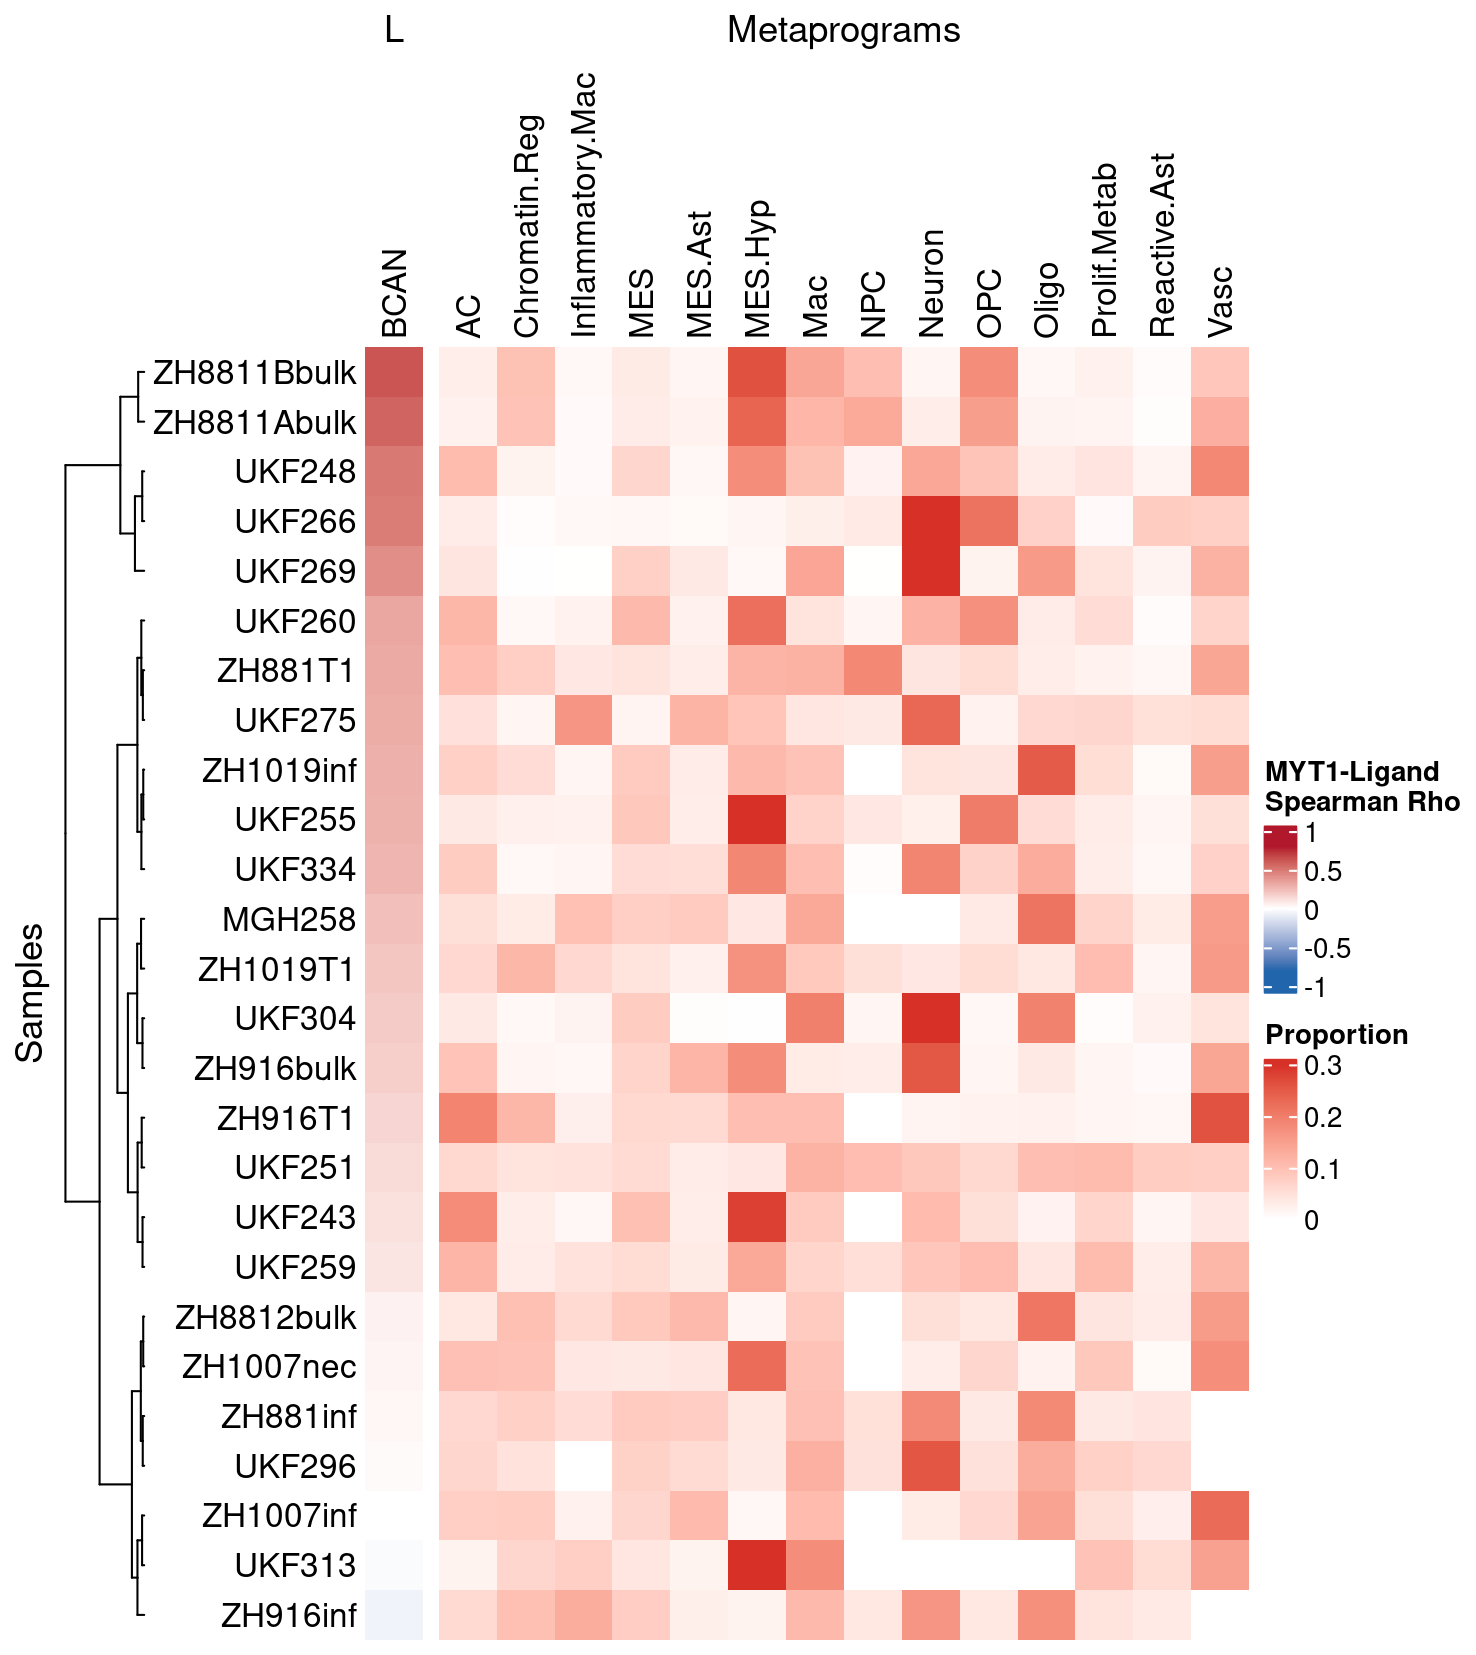 L
Metaprograms
BCAN
AC
Chromatin.Reg
Inflammatory.Mac
MES
MES.Ast
MES.Hyp
Mac
NPC
Neuron
OPC
Oligo
Prolif.Metab
Reactive.Ast
Vasc
Samples
ZH8811Bbulk
ZH8811Abulk
UKF248
UKF266
UKF269
UKF260
ZH881T1
UKF275
ZH1019inf
UKF255
UKF334
MGH258
ZH1019T1
UKF304
ZH916bulk
ZH916T1
UKF251
UKF243
UKF259
ZH8812bulk
ZH1007nec
ZH881inf
UKF296
ZH1007inf
UKF313
ZH916inf
MYT1-Ligand
Spearman Rho
1
0.5
0
-0.5
-1
Proportion
0.3
0.2
0.1
0